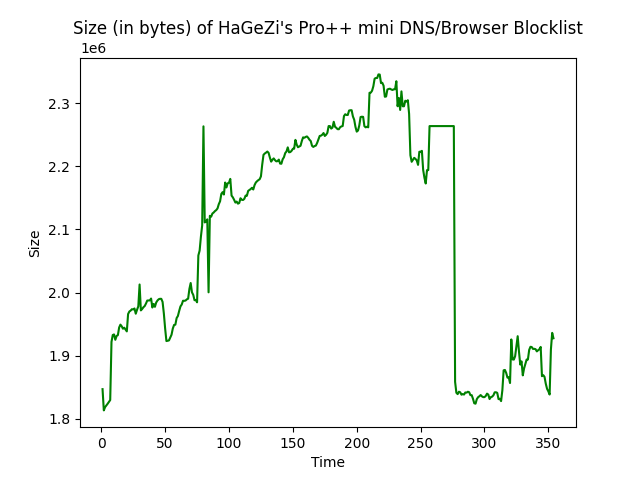 Size (in bytes) of HaGeZi's Pro++ mini DNS/Browser Blocklist
1e6
2.3
2.2
2.1
2.0
1.9
1.8
Size
0 50 100 150 200 250 300 350
Time